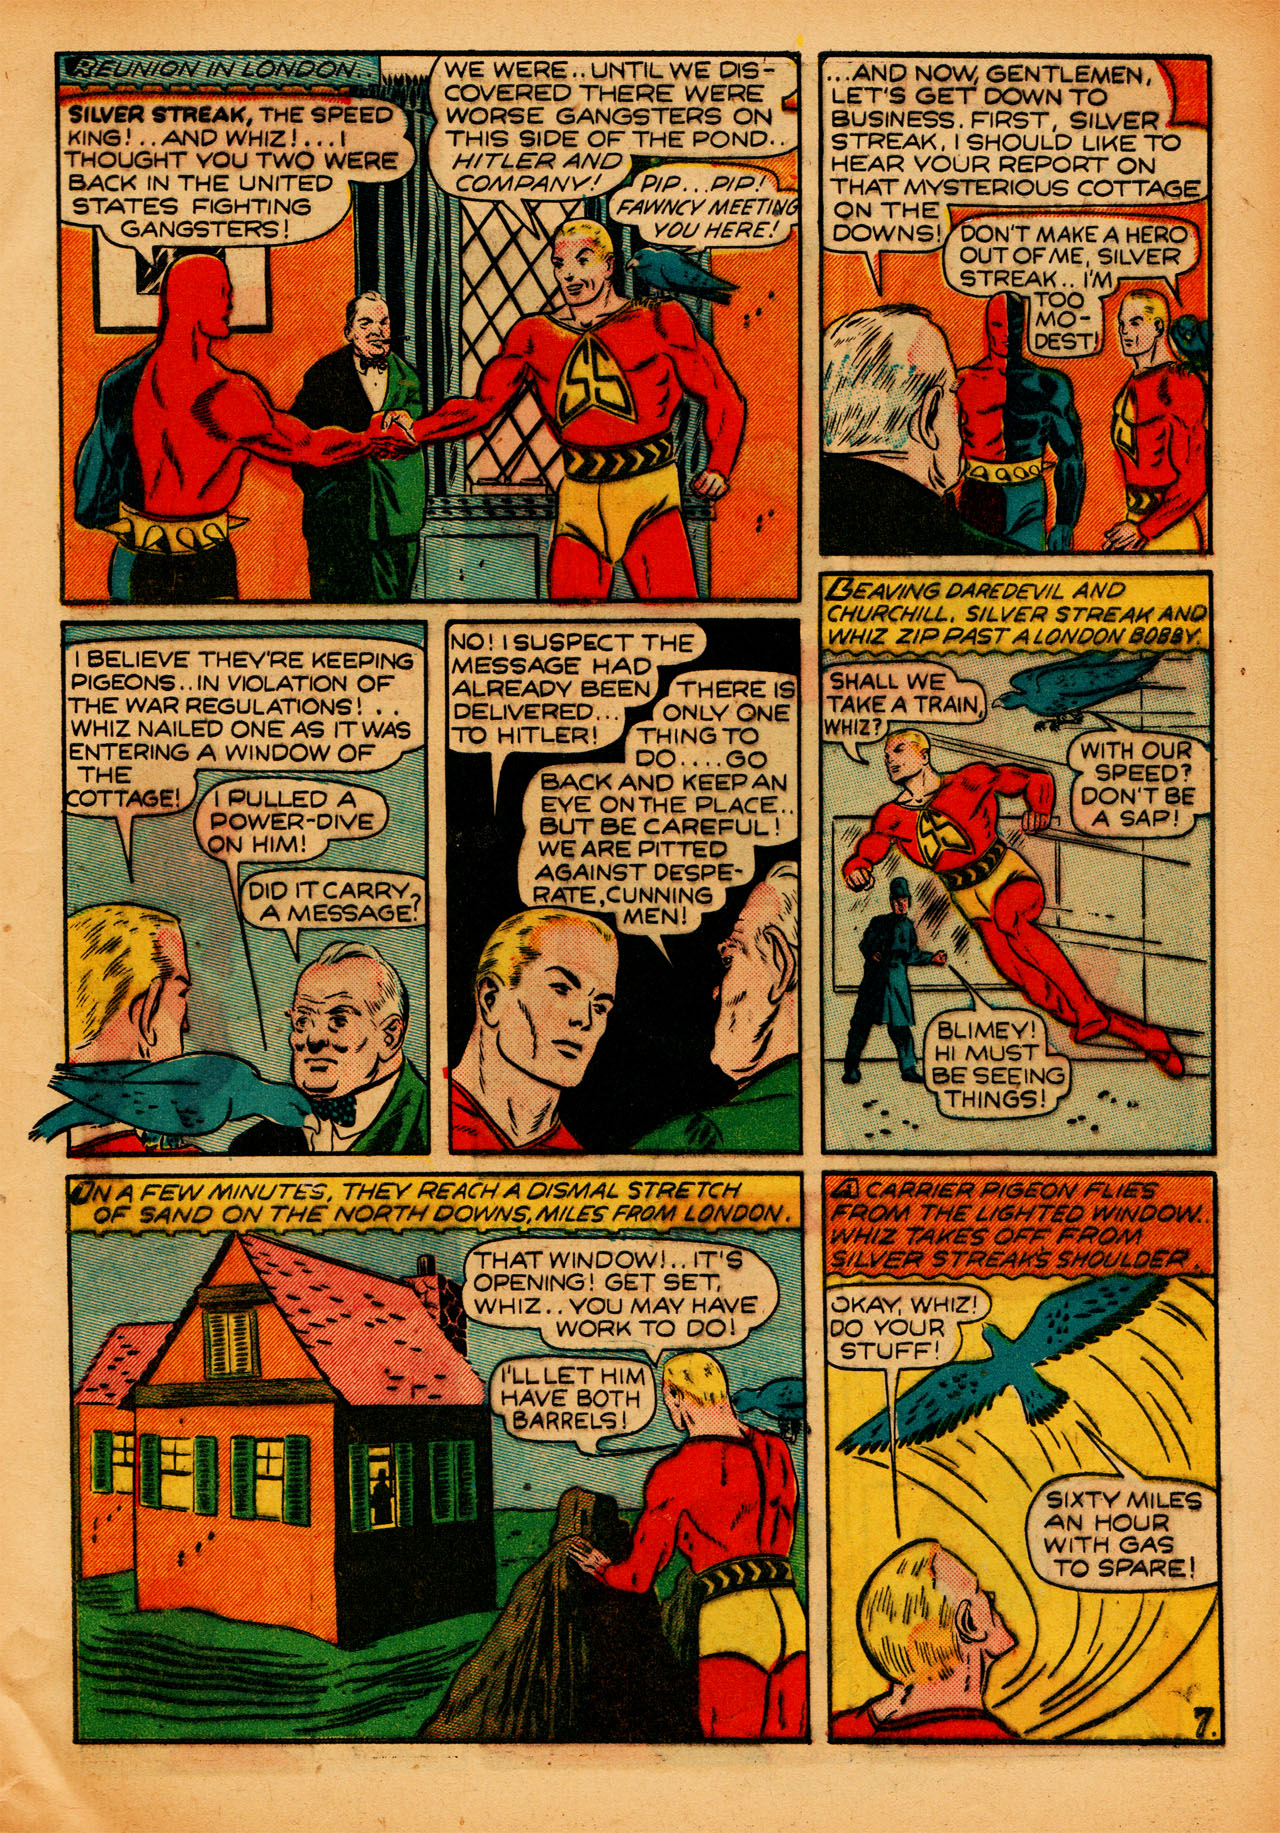 REUNION IN LONDON..
SILVER STREAK, THE SPEED
KING!..AND WHIZ!...I
THOUGHT YOU TWO WERE
BACK IN THE UNITED
STATES FIGHTING
GANGSTERS!
WE WERE..UNTIL WE DIS-
COVERED THERE WERE
WORSE GANGSTERS ON
THIS SIDE OF THE POND..
HITLER AND
COMPANY!
PIP...PIP!
FAWNCY MEETING
YOU HERE!
SS
...AND NOW, GENTLEMEN,
LET'S GET DOWN TO
BUSINESS. FIRST, SILVER
STREAK, I SHOULD LIKE TO
HEAR YOUR REPORT ON
THAT MYSTERIOUS COTTAGE
ON THE
DOWNS!
DON'T MAKE A HERO
OUT OF ME, SILVER
STREAK.. I'M
TOO
MO-
DEST!
I BELIEVE THEY'RE KEEPING
PIGEONS..IN VIOLATION OF
THE WAR REGULATIONS!..
WHIZ NAILED ONE AS IT WAS
ENTERING A WINDOW OF
THE
COTTAGE!
I PULLED A
POWER-DIVE
ON HIM!
DID IT CARRY
A MESSAGE?
NO! I SUSPECT THE
MESSAGE HAD
ALREADY BEEN
DELIVERED...
TO HITLER!
THERE IS
ONLY ONE
THING TO
DO....GO
BACK AND KEEP AN
EYE ON THE PLACE..
BUT BE CAREFUL!
WE ARE PITTED
AGAINST DESPE-
RATE, CUNNING
MEN!
LEAVING DAREDEVIL AND
CHURCHILL, SILVER STREAK AND
WHIZ ZIP PAST A LONDON BOBBY.
SHALL WE
TAKE A TRAIN,
WHIZ?
WITH OUR
SPEED?
DON'T BE
A SAP!
SS
BLIMEY!
HI MUST
BE SEEING
THINGS!
IN A FEW MINUTES, THEY REACH A DISMAL STRETCH
OF SAND ON THE NORTH DOWNS, MILES FROM LONDON.
THAT WINDOW!..IT'S
OPENING! GET SET,
WHIZ..YOU MAY HAVE
WORK TO DO!
I'LL LET HIM
HAVE BOTH
BARRELS!
A CARRIER PIGEON FLIES
FROM THE LIGHTED WINDOW..
WHIZ TAKES OFF FROM
SILVER STREAK'S SHOULDER.
OKAY, WHIZ!
DO YOUR
STUFF!
SIXTY MILES
AN HOUR
WITH GAS
TO SPARE!
7.